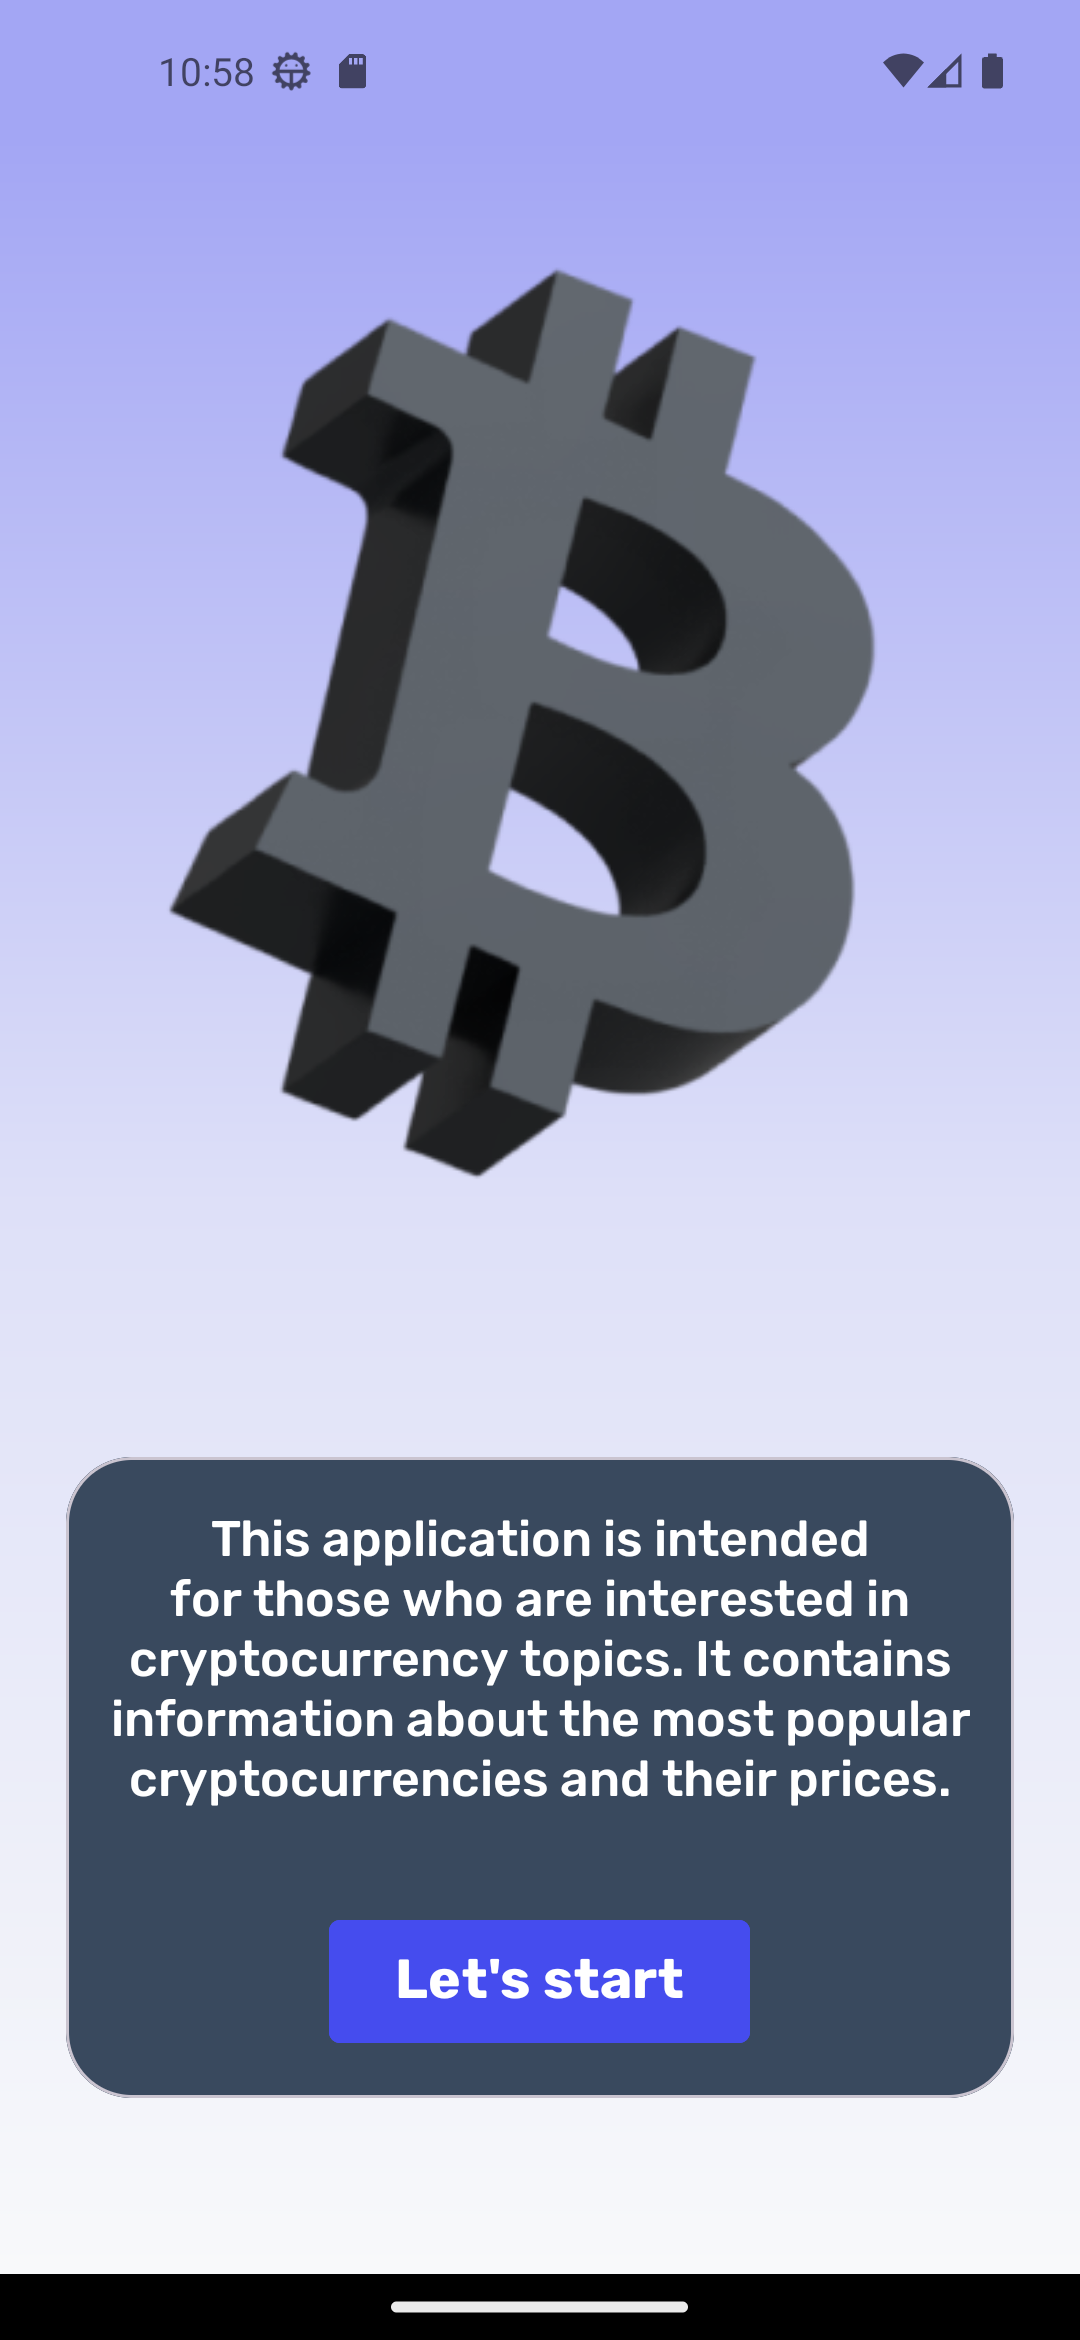 10:58
This application is intended
for those who are interested in
cryptocurrency topics. It contains
information about the most popular
cryptocurrencies and their prices.
Let's start